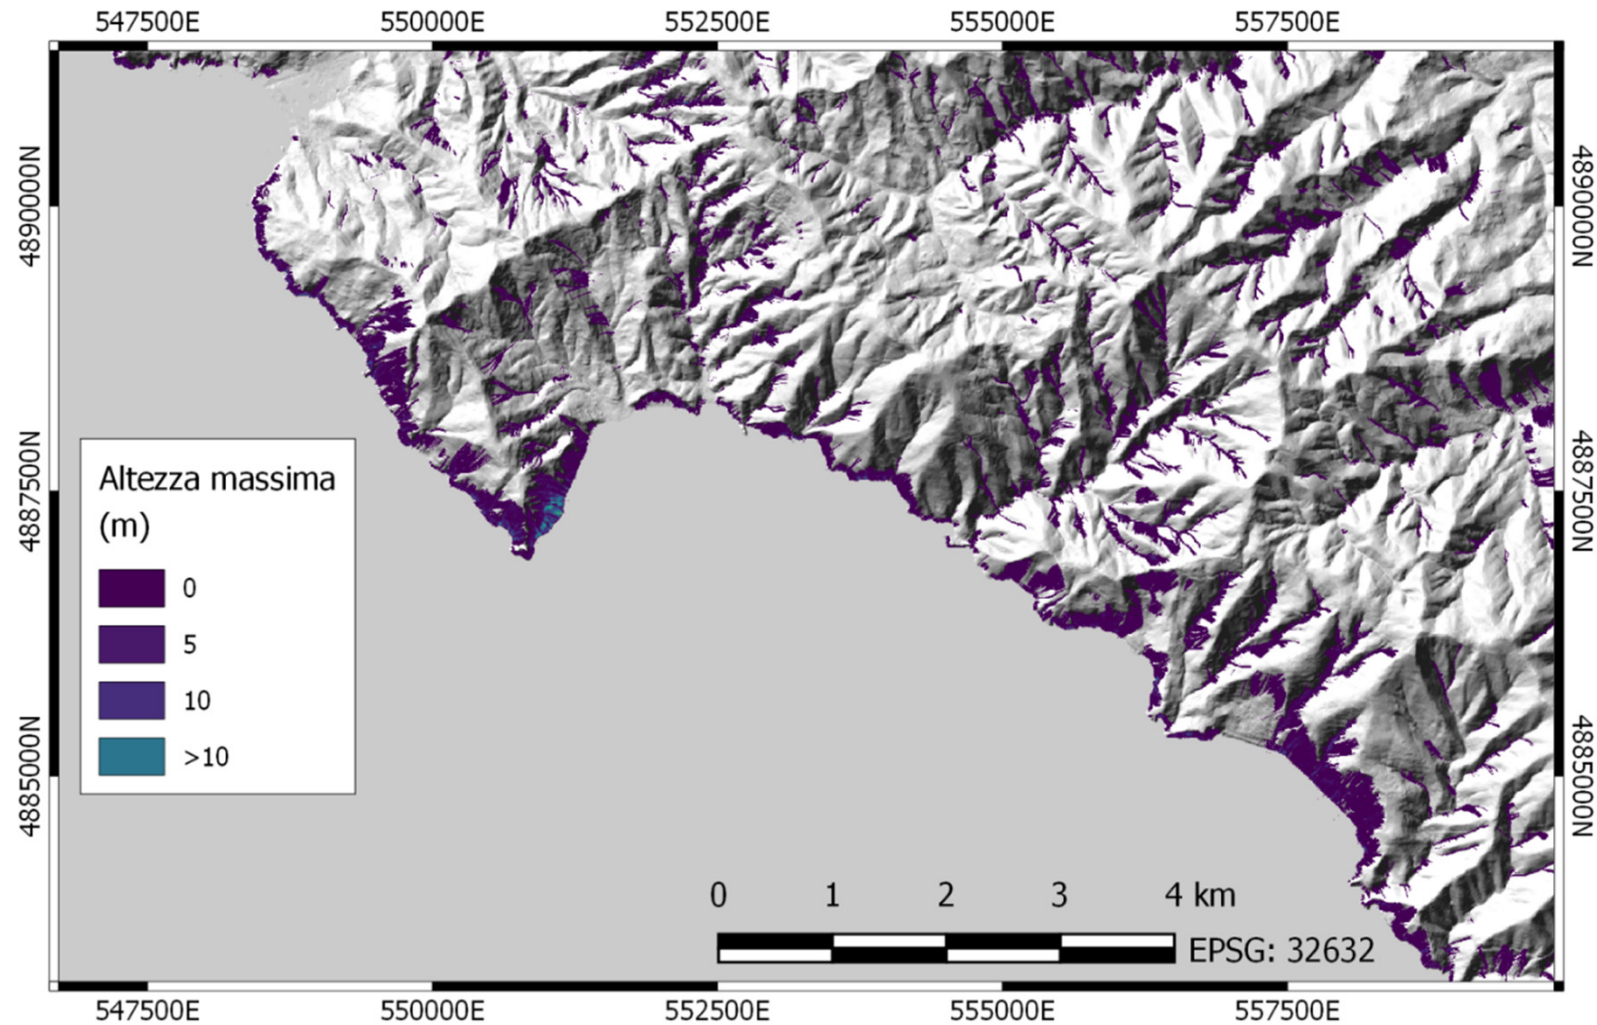 547500E 550000E 552500E 555000E 557500E
4890000N 4890000N
4887500N 4887500N
Altezza massima
(m)
0
5
10
>10
4885000N 4885000N
0 1 2 3 4 km
EPSG: 32632
547500E 550000E 552500E 555000E 557500E